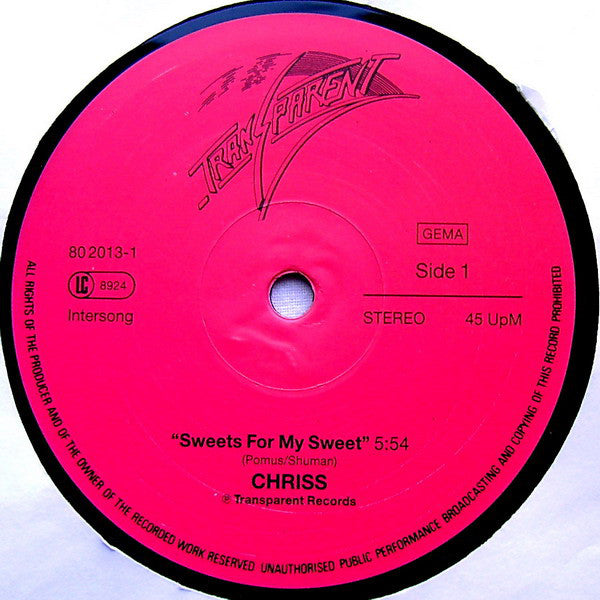 TRANSPARENT
80 2013-1
LC 8924
Intersong
GEMA
Side 1
STEREO 45 UpM
“Sweets For My Sweet” 5:54
(Pomus/Shuman)
CHRISS
℗ Transparent Records
ALL RIGHTS OF THE PRODUCER AND OF THE OWNER OF THE RECORDED WORK RESERVED UNAUTHORISED PUBLIC PERFORMANCE BROADCASTING AND COPYING OF THIS RECORD PROHIBITED